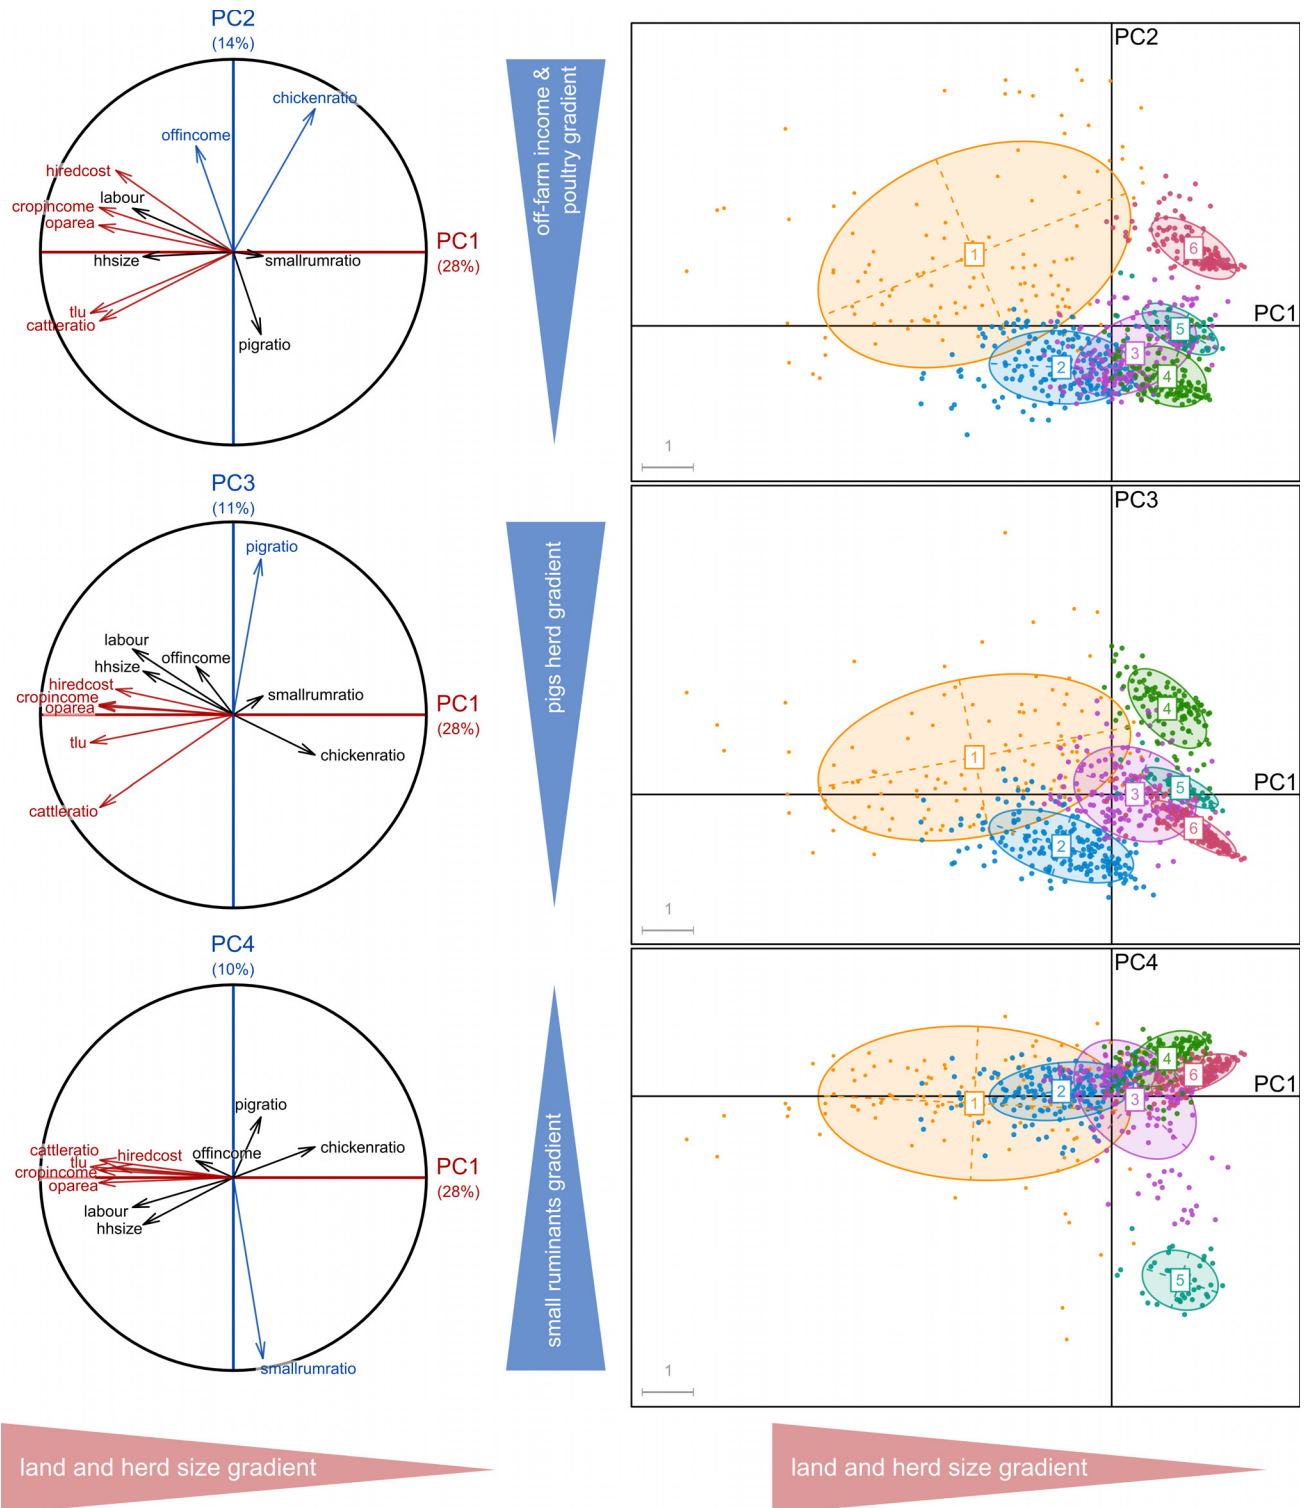 PC2
(14%)
chickenratio
offincome
hiredcost
labour
cropincome
oparea
hhsize
smallrumratio
tlu
cattleratio
pigratio
PC1
(28%)
off-farm income &
poultry gradient
PC2
PC1
1
2
3
4
5
6
1
PC3
(11%)
pigratio
labour
offincome
hhsize
hiredcost
cropincome
oparea
smallrumratio
tlu
chickenratio
cattleratio
PC1
(28%)
pigs herd gradient
PC3
PC1
1
2
3
4
5
6
1
PC4
(10%)
pigratio
cattleratio
hiredcost
offincome
chickenratio
tlu
cropincome
oparea
labour
hhsize
smallrumratio
PC1
(28%)
small ruminants gradient
PC4
PC1
1
2
3
4
5
6
1
land and herd size gradient
land and herd size gradient